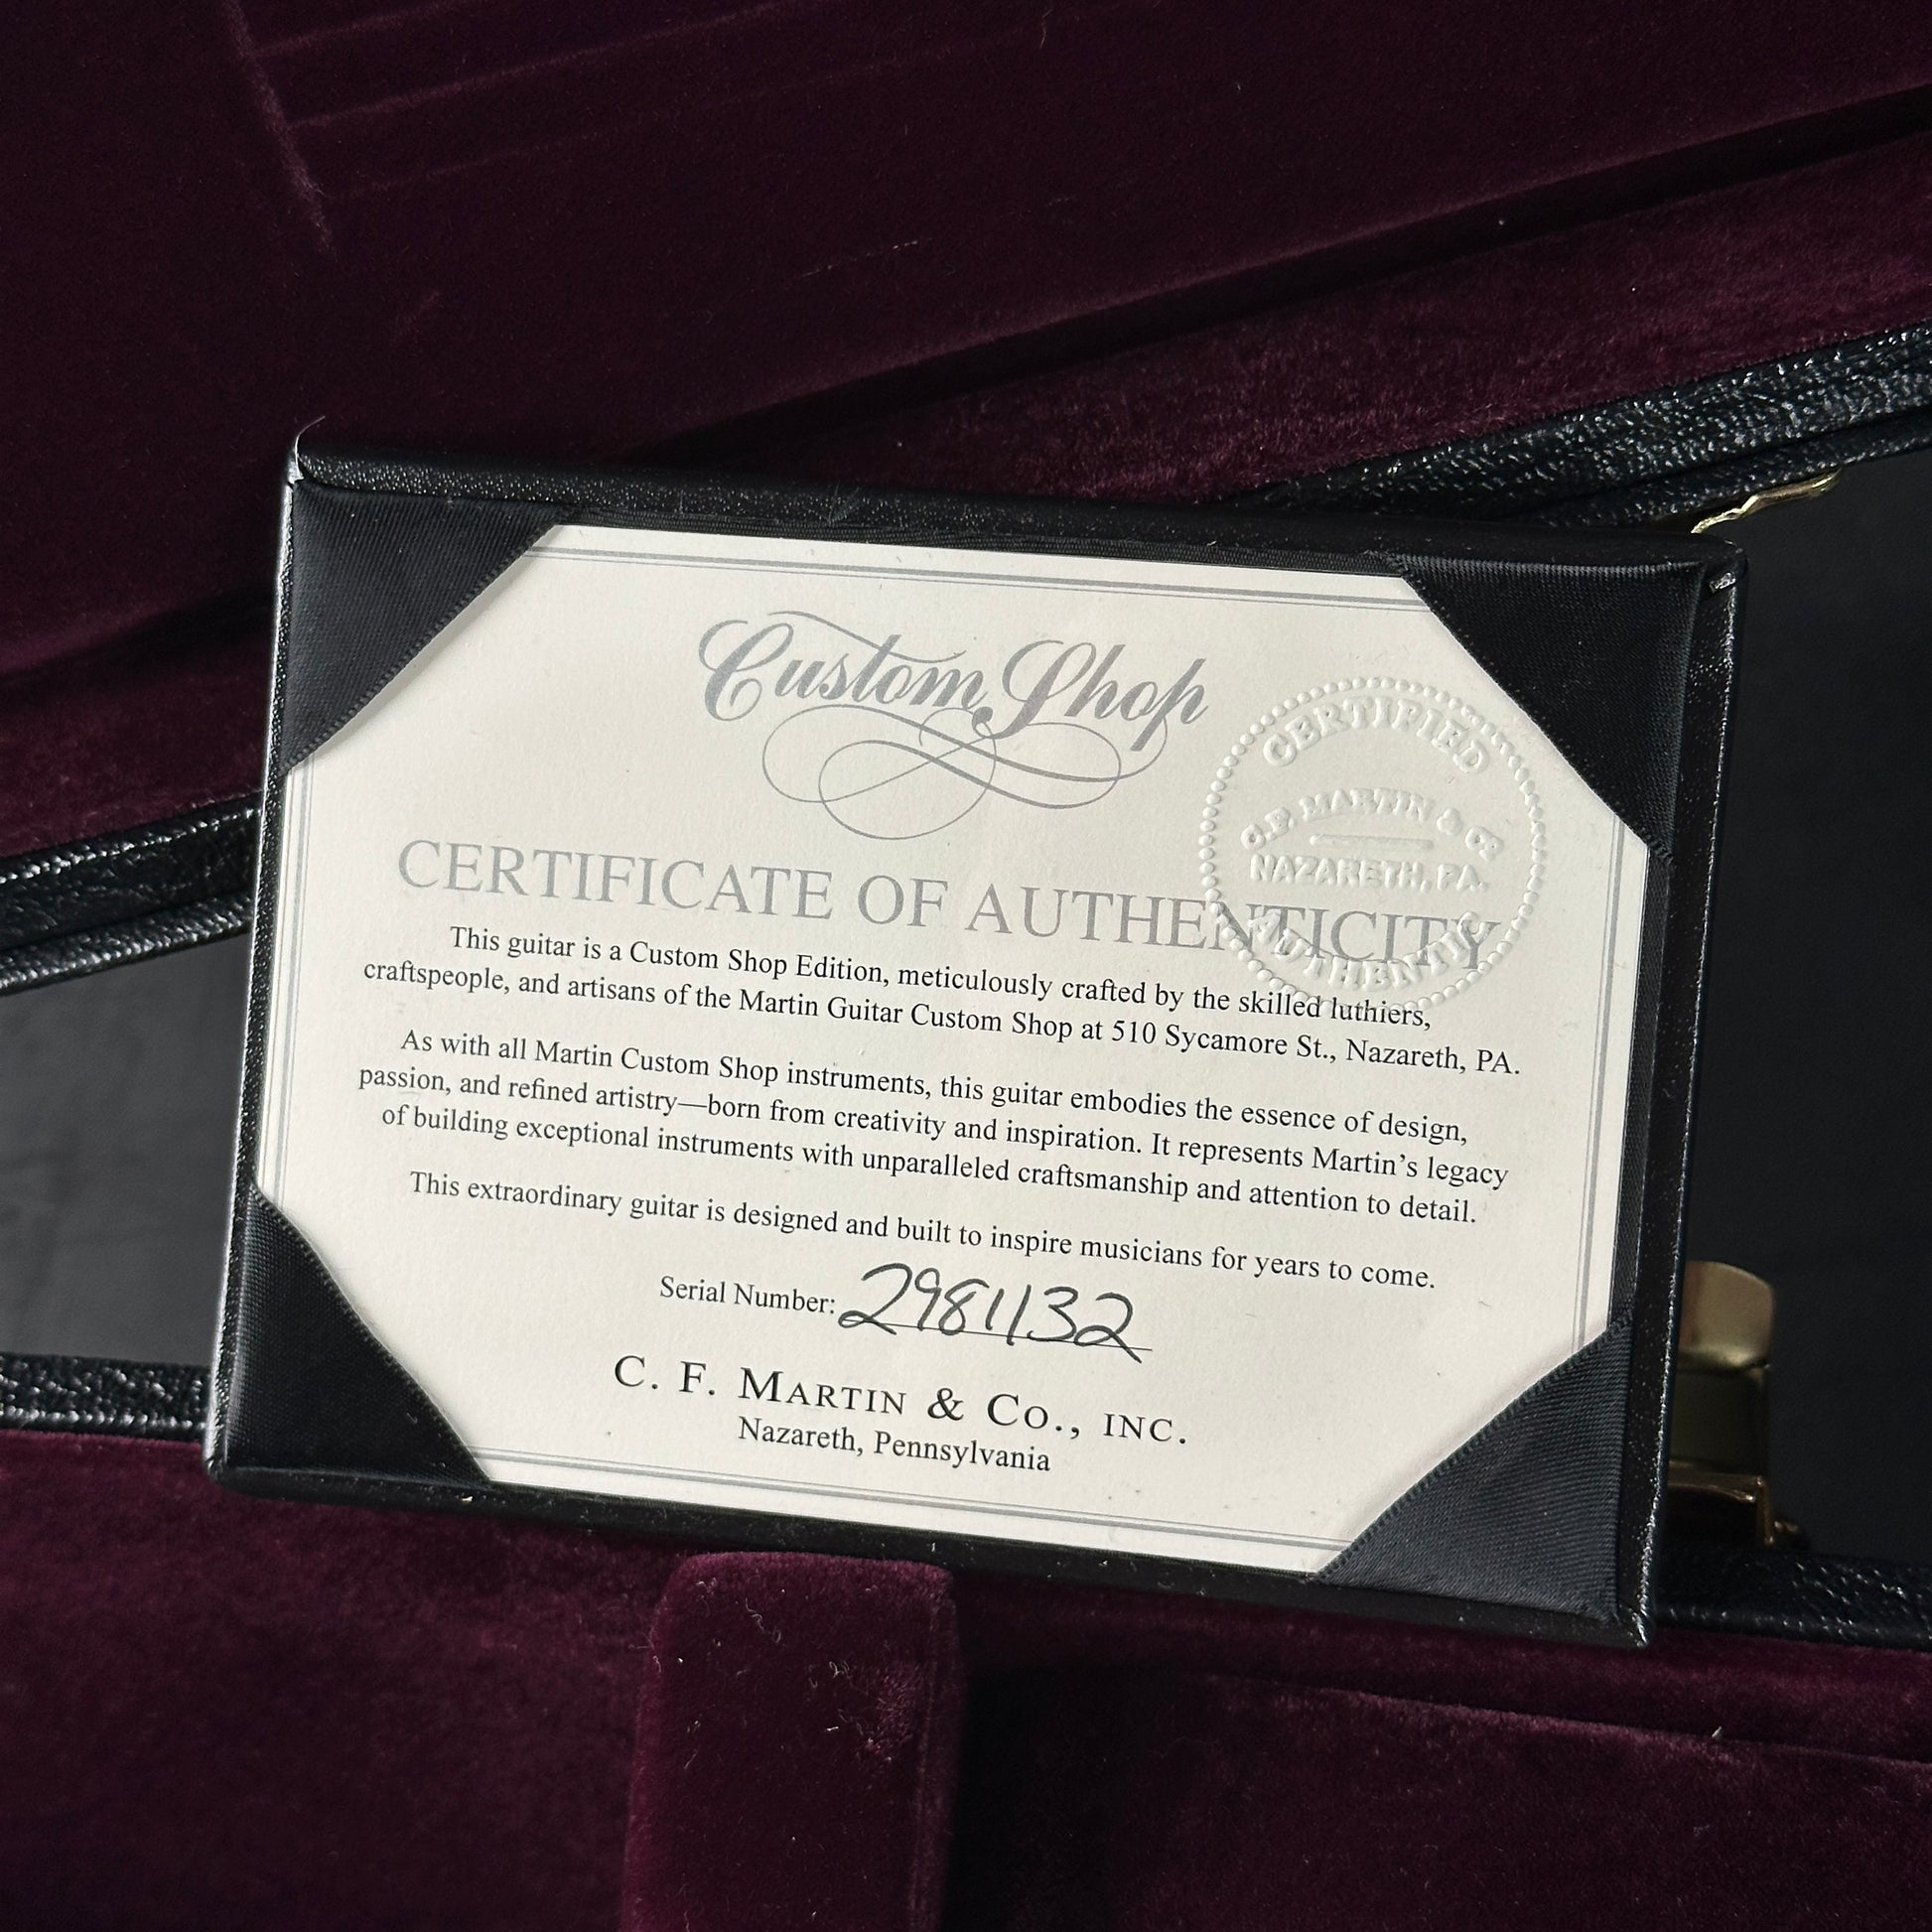 Custom Shop
CERTIFIED
C.F. MARTIN & CO
NAZARETH, PA.
AUTHENTIC
CERTIFICATE OF AUTHENTICITY
This guitar is a Custom Shop Edition, meticulously crafted by the skilled luthiers,
craftspeople, and artisans of the Martin Guitar Custom Shop at 510 Sycamore St., Nazareth, PA.
As with all Martin Custom Shop instruments, this guitar embodies the essence of design,
passion, and refined artistry—born from creativity and inspiration. It represents Martin’s legacy
of building exceptional instruments with unparalleled craftsmanship and attention to detail.
This extraordinary guitar is designed and built to inspire musicians for years to come.
Serial Number: 2981132
C. F. MARTIN & CO., INC.
Nazareth, Pennsylvania